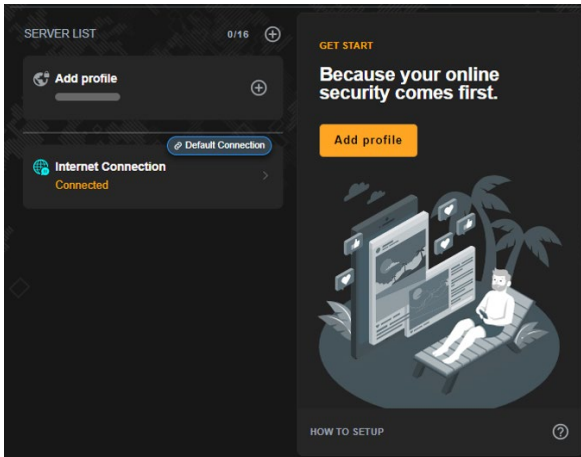 SERVER LIST
0/16
Add profile
Default Connection
Internet Connection
Connected
GET START
Because your online
security comes first.
Add profile
HOW TO SETUP